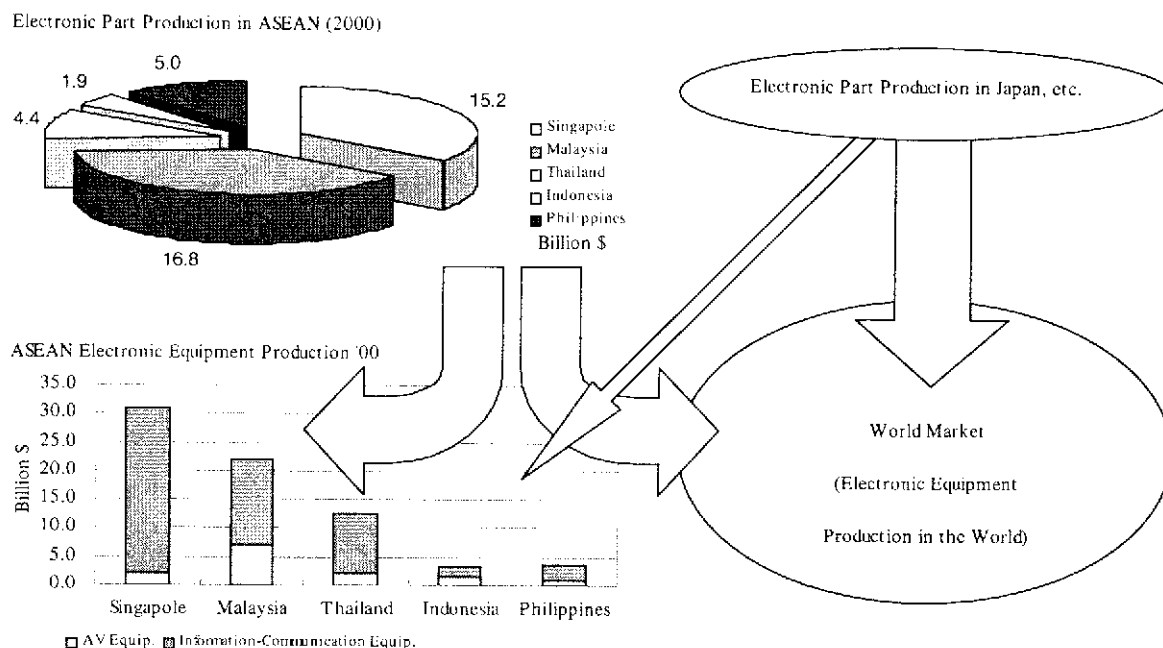 Electronic Part Production in ASEAN (2000)
5.0
1.9
4.4
15.2
16.8
Singapole
Malaysia
Thailand
Indonesia
Philippines
Billion $
Electronic Part Production in Japan, etc.
ASEAN Electronic Equipment Production '00
Billion $
35.0
30.0
25.0
20.0
15.0
10.0
5.0
0.0
Singapole Malaysia Thailand Indonesia Philippines
AV Equip. Information-Communication Equip.
World Market
(Electronic Equipment
Production in the World)